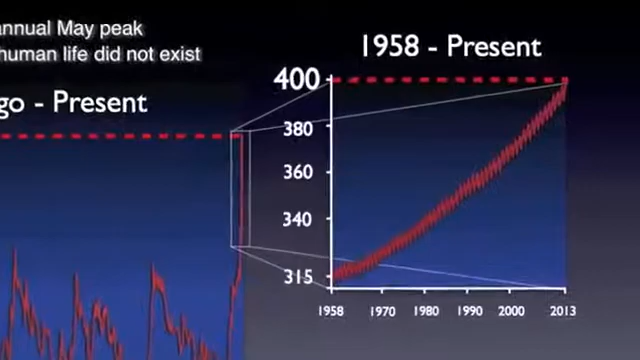 annual May peak
human life did not exist
go - Present
1958 - Present
400
380
360
340
315
1958 1970 1980 1990 2000 2013